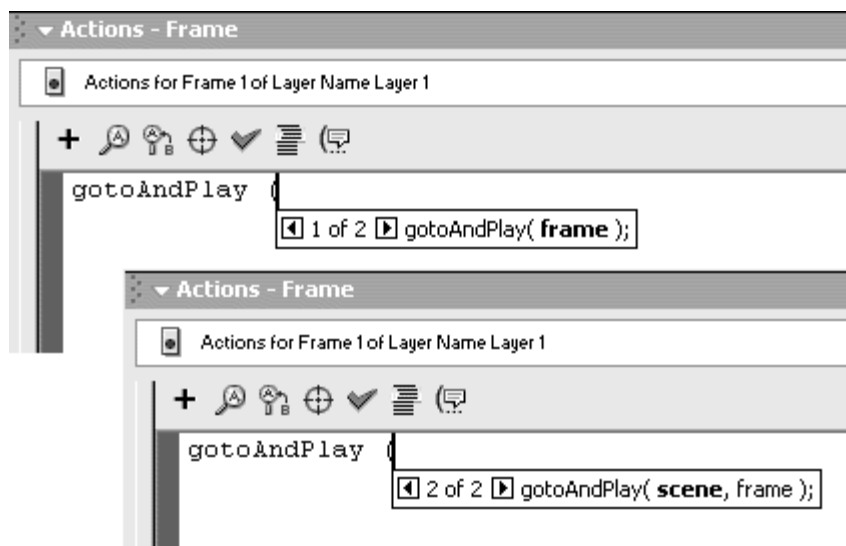 Actions - Frame
Actions for Frame 1 of Layer Name Layer 1
gotoAndPlay (
1 of 2 gotoAndPlay( frame );
Actions - Frame
Actions for Frame 1 of Layer Name Layer 1
gotoAndPlay (
2 of 2 gotoAndPlay( scene, frame );